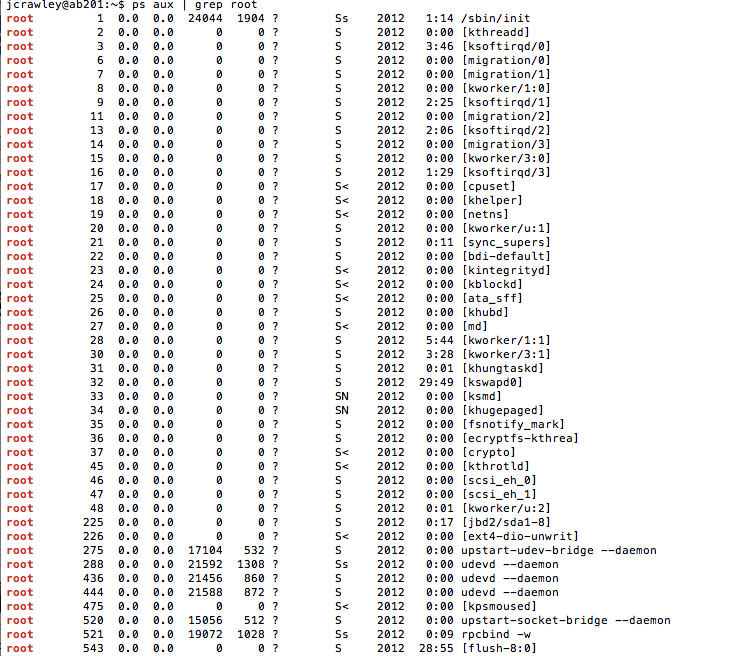 jcrawley@ab201:~$ ps aux | grep root
root 1 0.0 0.0 24044 1904 ? Ss 2012 1:14 /sbin/init
root 2 0.0 0.0 0 0 ? S 2012 0:00 [kthreadd]
root 3 0.0 0.0 0 0 ? S 2012 3:46 [ksoftirqd/0]
root 6 0.0 0.0 0 0 ? S 2012 0:00 [migration/0]
root 7 0.0 0.0 0 0 ? S 2012 0:00 [migration/1]
root 8 0.0 0.0 0 0 ? S 2012 0:00 [kworker/1:0]
root 9 0.0 0.0 0 0 ? S 2012 2:25 [ksoftirqd/1]
root 11 0.0 0.0 0 0 ? S 2012 0:00 [migration/2]
root 13 0.0 0.0 0 0 ? S 2012 2:06 [ksoftirqd/2]
root 14 0.0 0.0 0 0 ? S 2012 0:00 [migration/3]
root 15 0.0 0.0 0 0 ? S 2012 0:00 [kworker/3:0]
root 16 0.0 0.0 0 0 ? S 2012 1:29 [ksoftirqd/3]
root 17 0.0 0.0 0 0 ? S< 2012 0:00 [cpuset]
root 18 0.0 0.0 0 0 ? S< 2012 0:00 [khelper]
root 19 0.0 0.0 0 0 ? S< 2012 0:00 [netns]
root 20 0.0 0.0 0 0 ? S 2012 0:00 [kworker/u:1]
root 21 0.0 0.0 0 0 ? S 2012 0:11 [sync_supers]
root 22 0.0 0.0 0 0 ? S 2012 0:00 [bdi-default]
root 23 0.0 0.0 0 0 ? S< 2012 0:00 [kintegrityd]
root 24 0.0 0.0 0 0 ? S< 2012 0:00 [kblockd]
root 25 0.0 0.0 0 0 ? S< 2012 0:00 [ata_sff]
root 26 0.0 0.0 0 0 ? S 2012 0:00 [khubd]
root 27 0.0 0.0 0 0 ? S< 2012 0:00 [md]
root 28 0.0 0.0 0 0 ? S 2012 5:44 [kworker/1:1]
root 30 0.0 0.0 0 0 ? S 2012 3:28 [kworker/3:1]
root 31 0.0 0.0 0 0 ? S 2012 0:01 [khungtaskd]
root 32 0.0 0.0 0 0 ? S 2012 29:49 [kswapd0]
root 33 0.0 0.0 0 0 ? SN 2012 0:00 [ksmd]
root 34 0.0 0.0 0 0 ? SN 2012 0:00 [khugepaged]
root 35 0.0 0.0 0 0 ? S 2012 0:00 [fsnotify_mark]
root 36 0.0 0.0 0 0 ? S 2012 0:00 [ecryptfs-kthrea]
root 37 0.0 0.0 0 0 ? S< 2012 0:00 [crypto]
root 45 0.0 0.0 0 0 ? S< 2012 0:00 [kthrotld]
root 46 0.0 0.0 0 0 ? S 2012 0:00 [scsi_eh_0]
root 47 0.0 0.0 0 0 ? S 2012 0:00 [scsi_eh_1]
root 48 0.0 0.0 0 0 ? S 2012 0:01 [kworker/u:2]
root 225 0.0 0.0 0 0 ? S 2012 0:17 [jbd2/sda1-8]
root 226 0.0 0.0 0 0 ? S< 2012 0:00 [ext4-dio-unwrit]
root 275 0.0 0.0 17104 532 ? S 2012 0:00 upstart-udev-bridge --daemon
root 288 0.0 0.0 21592 1308 ? Ss 2012 0:00 udevd --daemon
root 436 0.0 0.0 21456 860 ? S 2012 0:00 udevd --daemon
root 444 0.0 0.0 21588 872 ? S 2012 0:00 udevd --daemon
root 475 0.0 0.0 0 0 ? S< 2012 0:00 [kpsmoused]
root 520 0.0 0.0 15056 512 ? S 2012 0:00 upstart-socket-bridge --daemon
root 521 0.0 0.0 19072 1028 ? Ss 2012 0:09 rpcbind -w
root 543 0.0 0.0 0 0 ? S 2012 28:55 [flush-8:0]